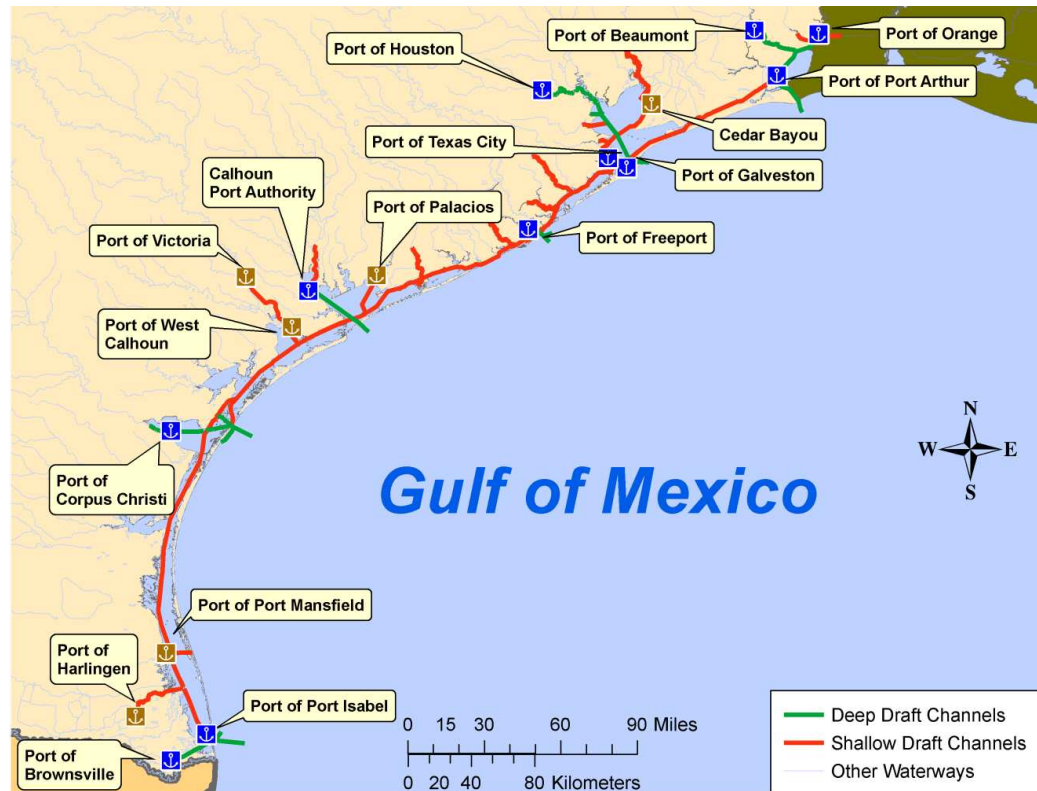 Port of Houston
Port of Beaumont
Port of Orange
Port of Port Arthur
Cedar Bayou
Port of Texas City
Port of Galveston
Calhoun
Port Authority
Port of Palacios
Port of Victoria
Port of Freeport
Port of West
Calhoun
Port of
Corpus Christi
Gulf of Mexico
N
W
E
S
Port of Port Mansfield
Port of
Harlingen
Port of Port Isabel
Port of
Brownsville
0 15 30 60 90 Miles
0 20 40 80 Kilometers
Deep Draft Channels
Shallow Draft Channels
Other Waterways